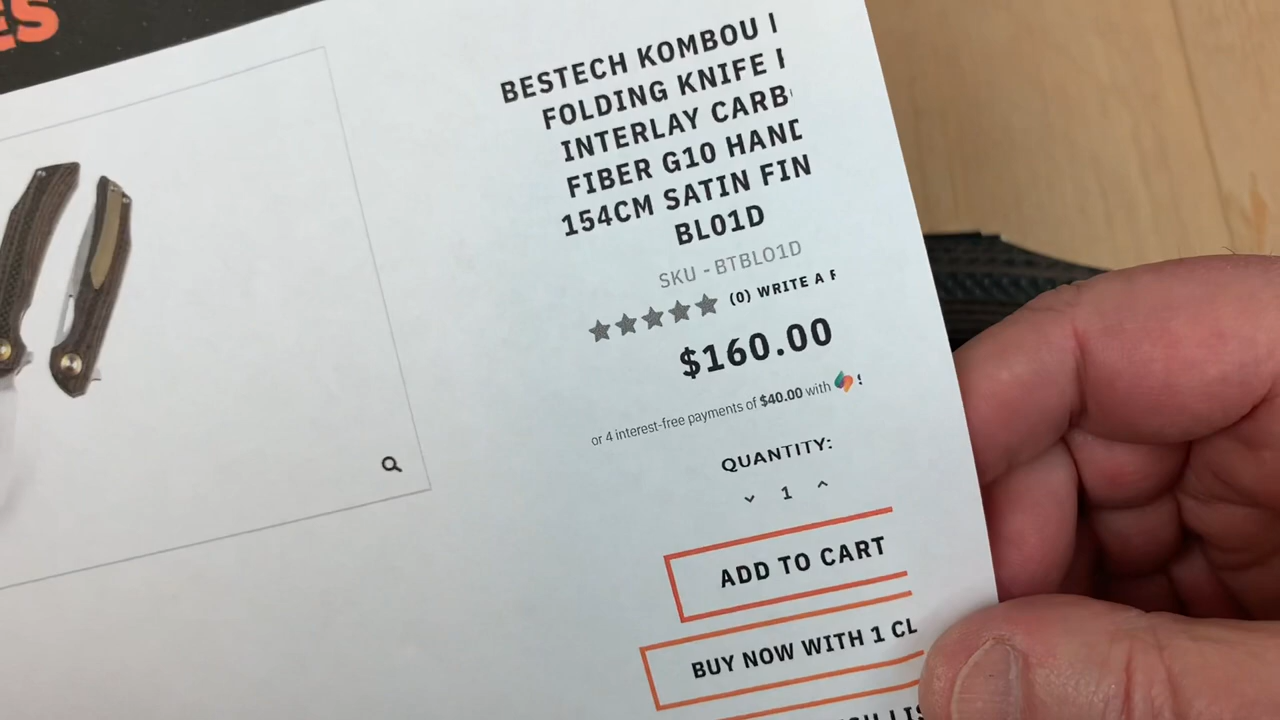 ES
BESTECH KOMBOU
FOLDING KNIFE
INTERLAY CARB
FIBER G10 HAND
154CM SATIN FIN
BL01D
SKU - BTBL01D
(0) WRITE A
$160.00
or 4 interest-free payments of $40.00 with
QUANTITY:
1
ADD TO CART
BUY NOW WITH 1 CL